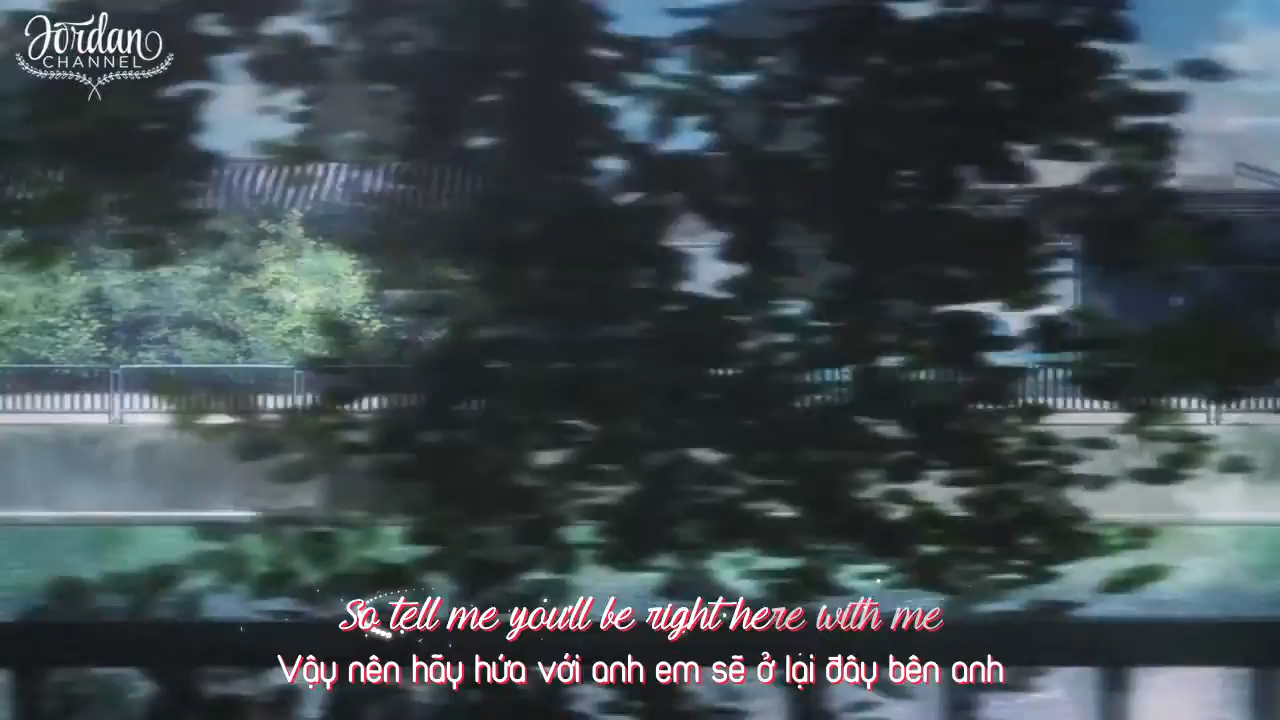 Jordan
CHANNEL
So tell me you'll be right here with me
Vậy nên hãy hứa với anh em sẽ ở lại đây bên anh